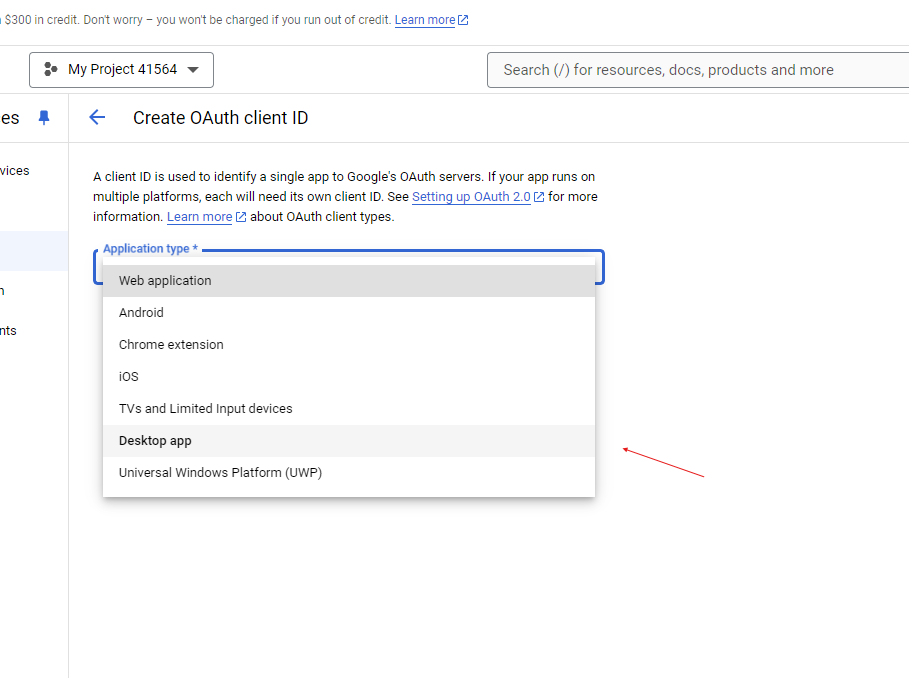 $300 in credit. Don't worry – you won't be charged if you run out of credit. Learn more
My Project 41564
Search (/) for resources, docs, products and more
es
Create OAuth client ID
vices
A client ID is used to identify a single app to Google's OAuth servers. If your app runs on
multiple platforms, each will need its own client ID. See Setting up OAuth 2.0 for more
information. Learn more about OAuth client types.
Application type *
Web application
Android
Chrome extension
iOS
TVs and Limited Input devices
Desktop app
Universal Windows Platform (UWP)
nts